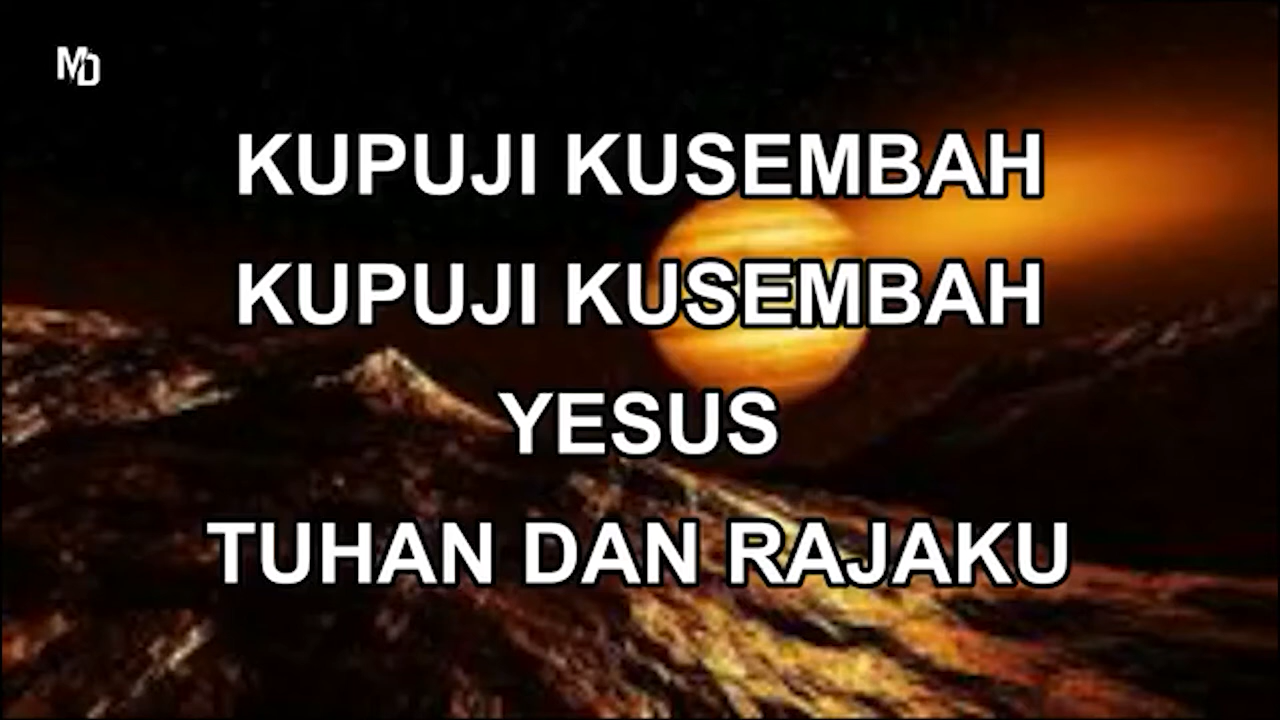 MD
KUPUJI KUSEMBAH
KUPUJI KUSEMBAH
YESUS
TUHAN DAN RAJAKU